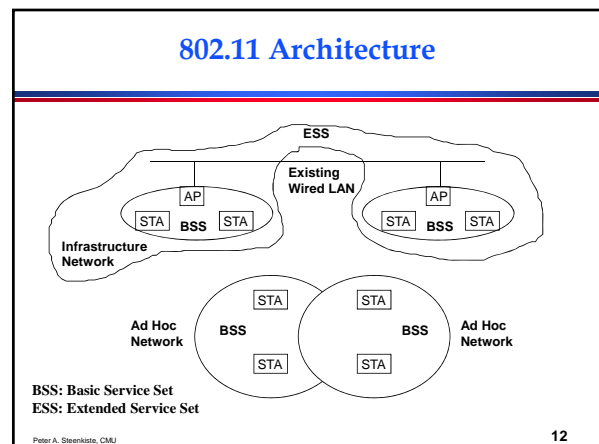 802.11 Architecture
ESS
Existing
Wired LAN
AP
AP
STA
BSS
STA
STA
BSS
STA
Infrastructure
Network
STA
STA
Ad Hoc
Network
BSS
BSS
Ad Hoc
Network
STA
STA
BSS: Basic Service Set
ESS: Extended Service Set
Peter A. Steenkiste, CMU
12